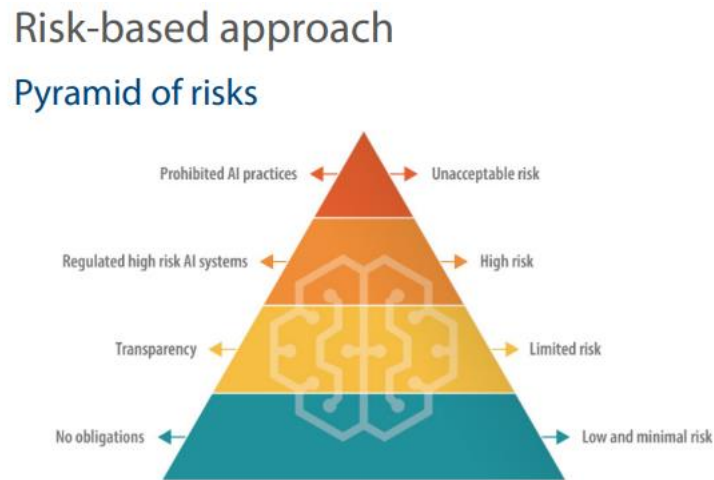 Risk-based approach
Pyramid of risks
Prohibited AI practices
Unacceptable risk
Regulated high risk AI systems
High risk
Transparency
Limited risk
No obligations
Low and minimal risk